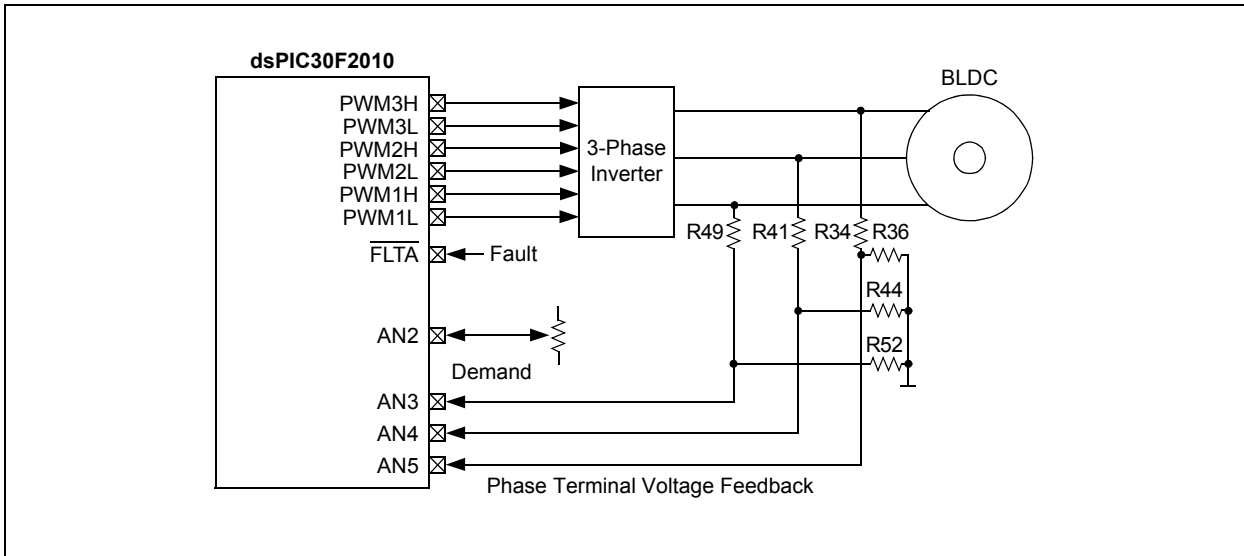 dsPIC30F2010
BLDC
PWM3H
PWM3L
PWM2H
PWM2L
PWM1H
PWM1L
3-Phase
Inverter
R49
R41
R34
R36
FLTA
Fault
R44
AN2
R52
Demand
AN3
AN4
AN5
Phase Terminal Voltage Feedback